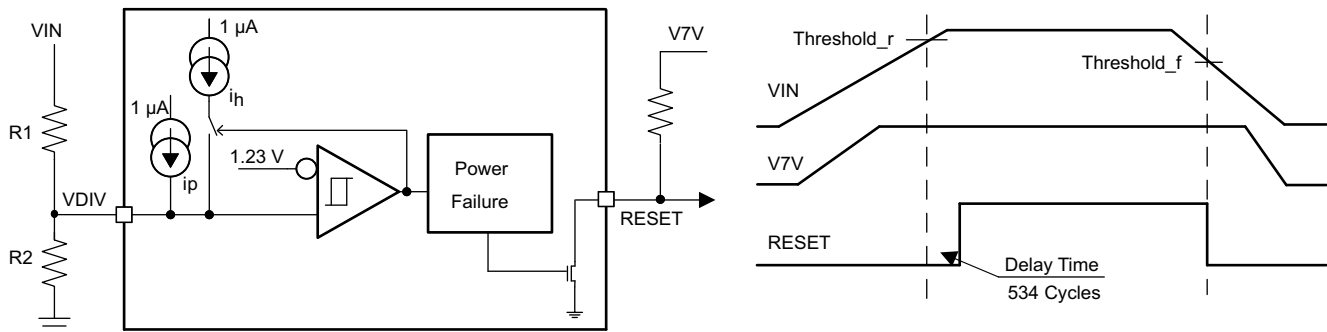 VIN
R1
VDIV
R2
1 µA
ih
1 µA
ip
1.23 V
Power
Failure
V7V
RESET
Threshold_r
Threshold_f
VIN
V7V
RESET
Delay Time
534 Cycles